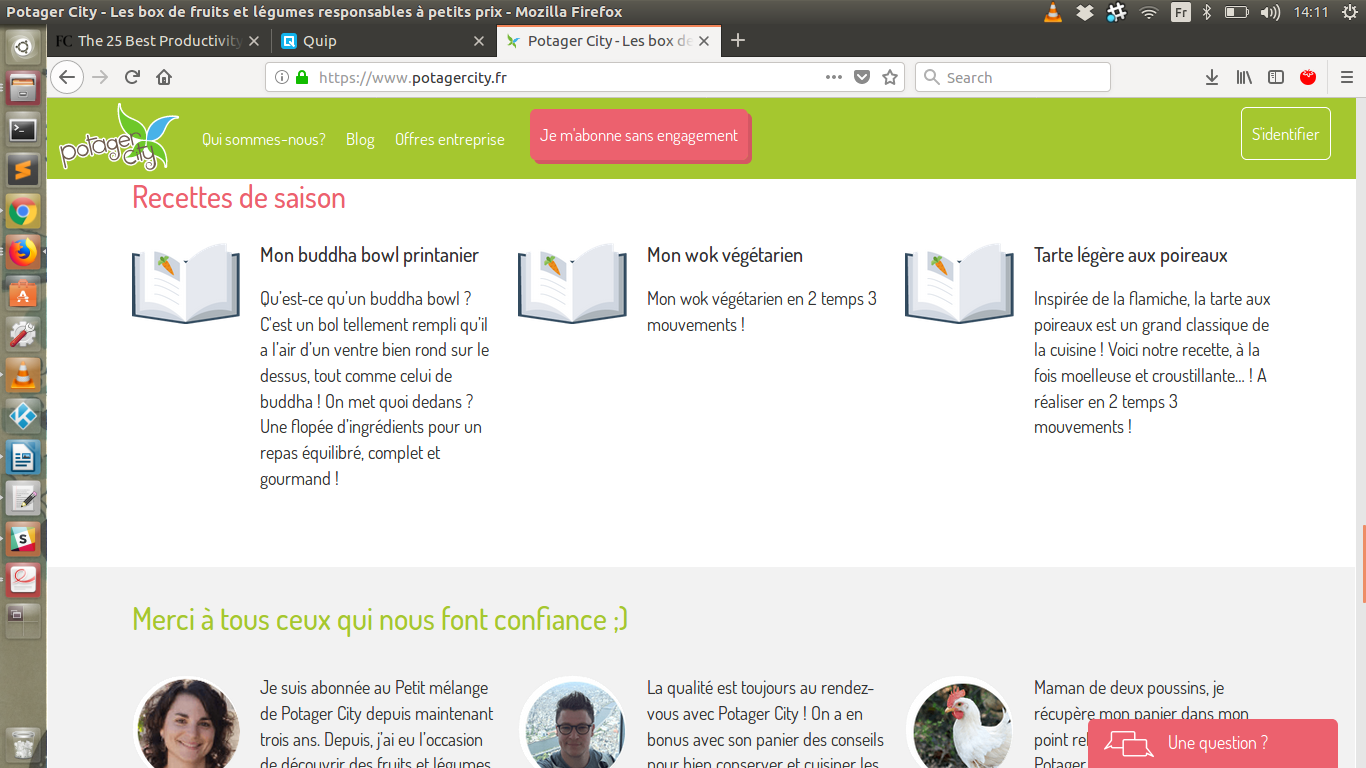 Potager City - Les box de fruits et légumes responsables à petits prix - Mozilla Firefox
Fr
14:11
FC The 25 Best Productivity
Quip
Potager City - Les box de
https://www.potagercity.fr
Search
potager city
Qui sommes-nous?
Blog
Offres entreprise
Je m'abonne sans engagement
S'identifier
Recettes de saison
Mon buddha bowl printanier
Qu'est-ce qu'un buddha bowl ?
C'est un bol tellement rempli qu'il
a l'air d'un ventre bien rond sur le
dessus, tout comme celui de
buddha ! On met quoi dedans ?
Une flopée d'ingrédients pour un
repas équilibré, complet et
gourmand !
Mon wok végétarien
Mon wok végétarien en 2 temps 3
mouvements !
Tarte légère aux poireaux
Inspirée de la flamiche, la tarte aux
poireaux est un grand classique de
la cuisine ! Voici notre recette, à la
fois moelleuse et croustillante... ! A
réaliser en 2 temps 3
mouvements !
Merci à tous ceux qui nous font confiance ;)
Je suis abonnée au Petit mélange
de Potager City depuis maintenant
trois ans. Depuis, j'ai eu l'occasion
de découvrir des fruits et légumes
La qualité est toujours au rendez-
vous avec Potager City ! On a en
bonus avec son panier des conseils
pour bien conserver et cuisiner les
Maman de deux poussins, je
récupère mon panier dans mon
point
Potager
Une question ?